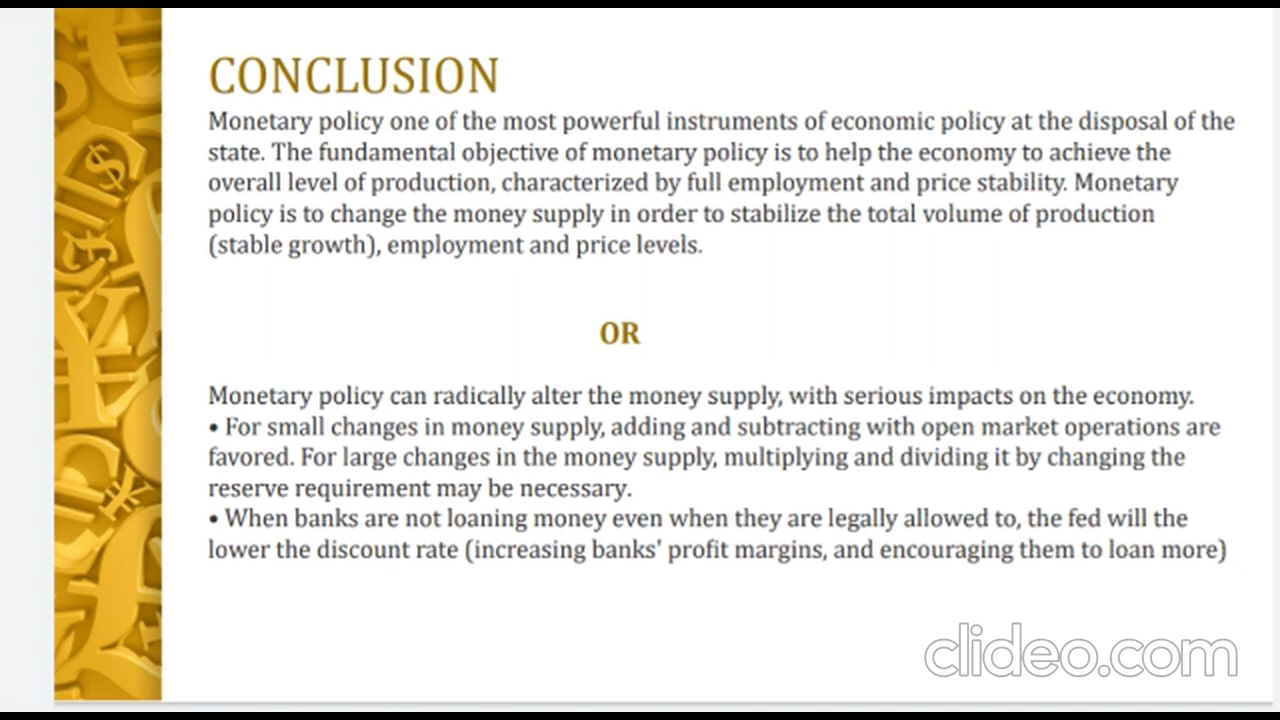 CONCLUSION
Monetary policy one of the most powerful instruments of economic policy at the disposal of the
state. The fundamental objective of monetary policy is to help the economy to achieve the
overall level of production, characterized by full employment and price stability. Monetary
policy is to change the money supply in order to stabilize the total volume of production
(stable growth), employment and price levels.
OR
Monetary policy can radically alter the money supply, with serious impacts on the economy.
• For small changes in money supply, adding and subtracting with open market operations are
favored. For large changes in the money supply, multiplying and dividing it by changing the
reserve requirement may be necessary.
• When banks are not loaning money even when they are legally allowed to, the fed will the
lower the discount rate (increasing banks' profit margins, and encouraging them to loan more)
clideo.com